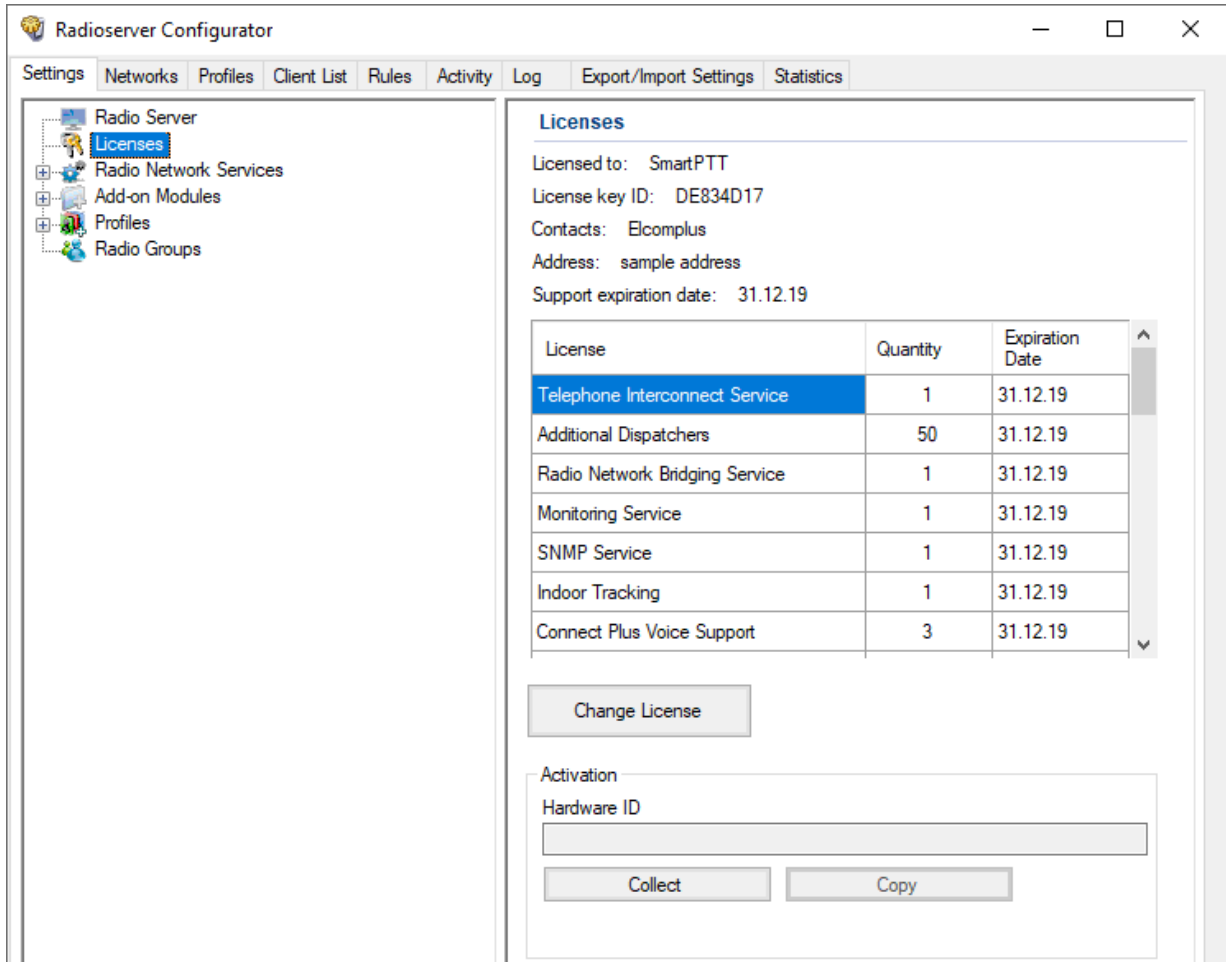 Radioserver Configurator
Settings Networks Profiles Client List Rules Activity Log Export/Import Settings Statistics
Radio Server
Licenses
Radio Network Services
Add-on Modules
Profiles
Radio Groups
Licenses
Licensed to: SmartPTT
License key ID: DE834D17
Contacts: Elcomplus
Address: sample address
Support expiration date: 31.12.19
License Quantity Expiration Date
Telephone Interconnect Service 1 31.12.19
Additional Dispatchers 50 31.12.19
Radio Network Bridging Service 1 31.12.19
Monitoring Service 1 31.12.19
SNMP Service 1 31.12.19
Indoor Tracking 1 31.12.19
Connect Plus Voice Support 3 31.12.19
Change License
Activation
Hardware ID
Collect Copy